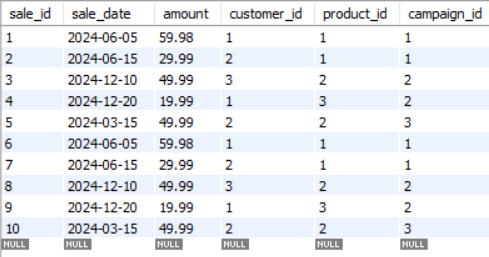 sale_id sale_date amount customer_id product_id campaign_id
1 2024-06-05 59.98 1 1 1
2 2024-06-15 29.99 2 1 1
3 2024-12-10 49.99 3 2 2
4 2024-12-20 19.99 1 3 2
5 2024-03-15 49.99 2 2 3
6 2024-06-05 59.98 1 1 1
7 2024-06-15 29.99 2 1 1
8 2024-12-10 49.99 3 2 2
9 2024-12-20 19.99 1 3 2
10 2024-03-15 49.99 2 2 3
NULL NULL NULL NULL NULL NULL